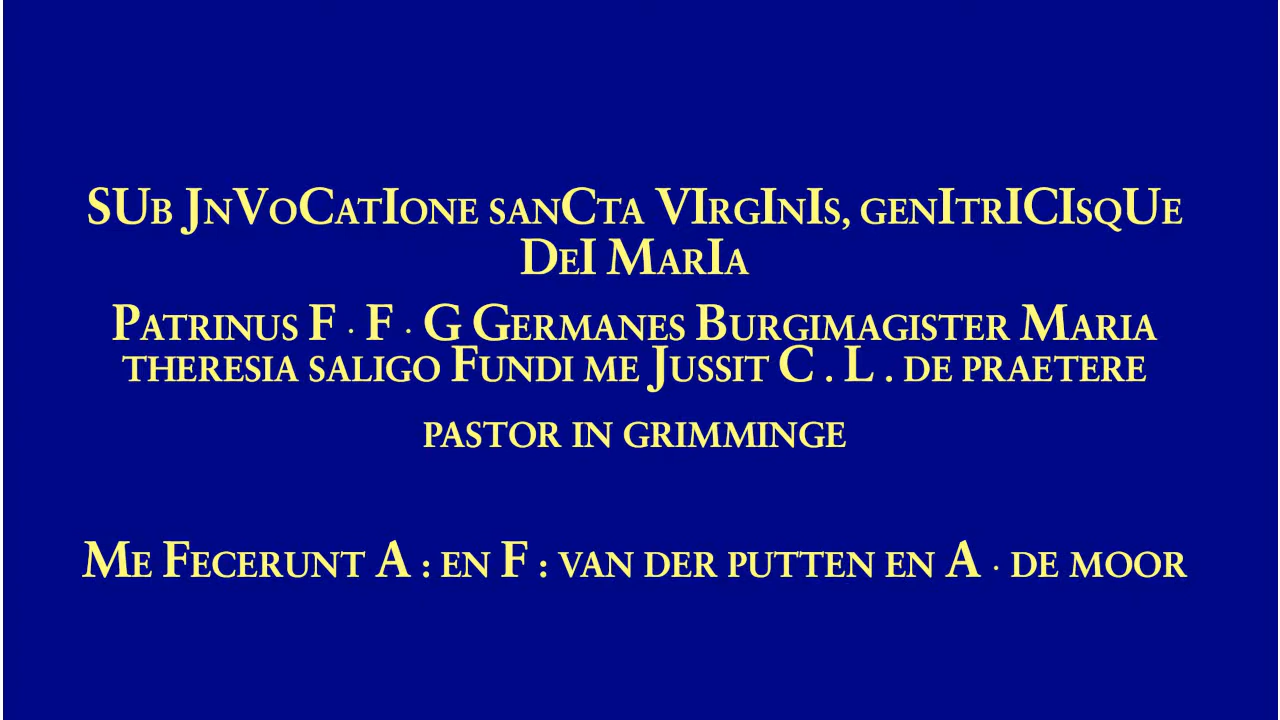 SUb JnVoCatIone sanCta VIrgInIs, genItrICIsqUe
DeI MarIa
Patrinus F · F · G Germanes Burgimagister Maria
theresia saligo Fundi me Jussit C . L . de praetere
pastor in grimminge
Me Fecerunt A : en F : van der putten en A · de moor